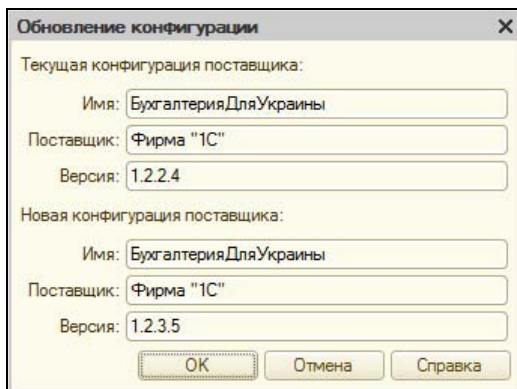 Обновление конфигурации
Текущая конфигурация поставщика:
Имя: БухгалтерияДляУкраины
Поставщик: Фирма "1С"
Версия: 1.2.2.4
Новая конфигурация поставщика:
Имя: БухгалтерияДляУкраины
Поставщик: Фирма "1С"
Версия: 1.2.3.5
OK Отмена Справка